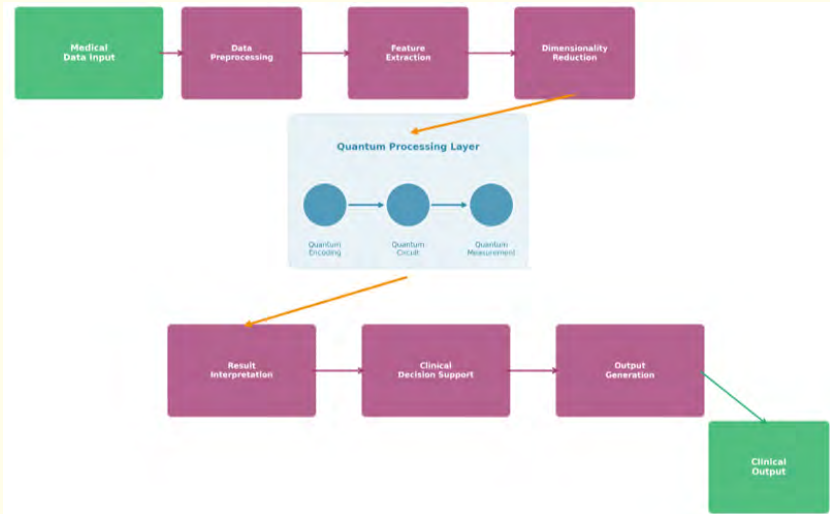 Medical
Data Input
Data
Preprocessing
Feature
Extraction
Dimensionality
Reduction
Quantum Processing Layer
Quantum
Encoding
Quantum
Circuit
Quantum
Measurement
Result
Interpretation
Clinical
Decision Support
Output
Generation
Clinical
Output